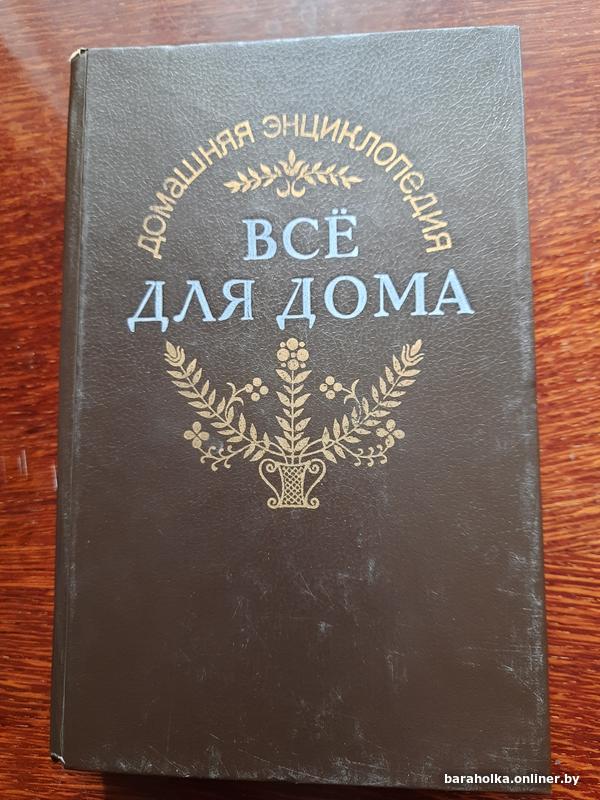 ДОМАШНЯЯ ЭНЦИКЛОПЕДИЯ
ВСЁ
ДЛЯ ДОМА
baraholka.onliner.by